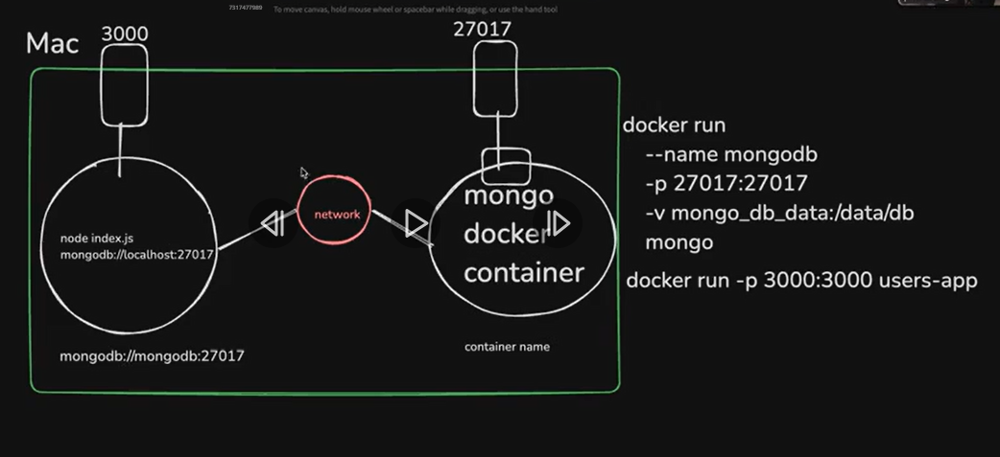 7517477989
To move canvas, hold mouse wheel or spacebar while dragging, or use the hand tool
Mac
3000
27017
node index.js
mongodb://localhost:27017
mongodb://mongodb:27017
network
mongo
docker
container
container name
docker run
--name mongodb
-p 27017:27017
-v mongo_db_data:/data/db
mongo
docker run -p 3000:3000 users-app